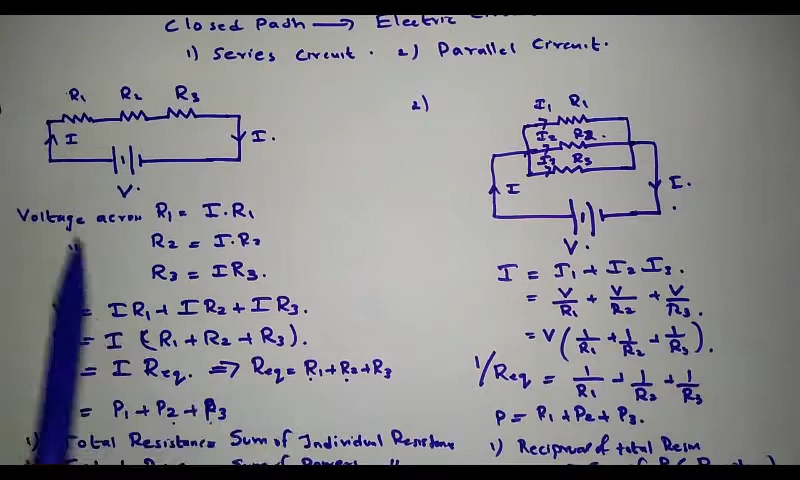 Closed Path → Electric
1) Series Circuit. 2) Parallel Circuit.
R1 R2 R3
I I.
V.
Voltage across R1 = I.R1
" R2 = I.R2
R3 = IR3.
= IR1 + IR2 + IR3.
= I (R1 + R2 + R3).
= I Req. ⇒ Req = R1 + R2 + R3
= P1 + P2 + P3
1) Total Resistance = Sum of Individual Resistance
2)
I1 R1
I2 R2.
I3 R3
I I.
V.
I = I1 + I2 I3.
= V/R1 + V/R2 + V/R3.
= V (1/R1 + 1/R2 + 1/R3).
1/Req = 1/R1 + 1/R2 + 1/R3
P = P1 + P2 + P3.
1) Reciprocal of total